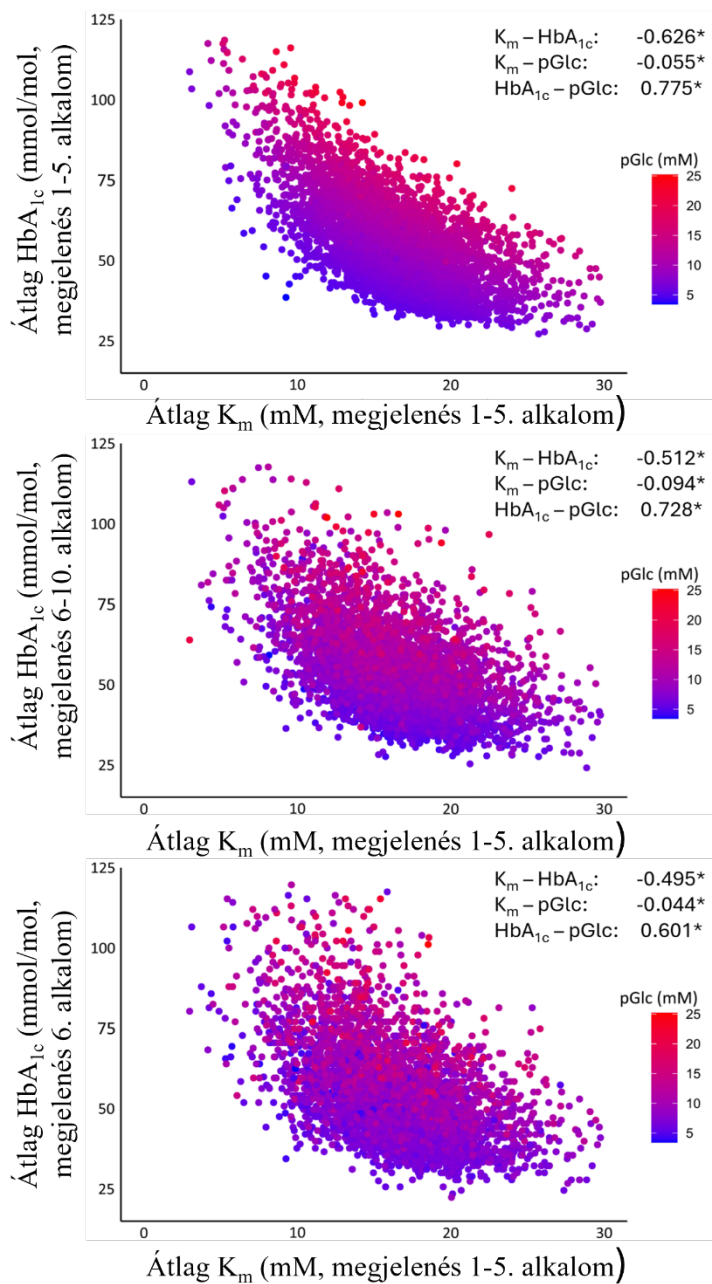 Átlag HbA1c (mmol/mol,
megjelenés 1-5. alkalom)
125
100
75
50
25
Km – HbA1c: -0.626*
Km – pGlc: -0.055*
HbA1c – pGlc: 0.775*
pGlc (mM)
25
20
15
10
5
0 10 20 30
Átlag Km (mM, megjelenés 1-5. alkalom)
Átlag HbA1c (mmol/mol,
megjelenés 6-10. alkalom)
125
100
75
50
25
Km – HbA1c: -0.512*
Km – pGlc: -0.094*
HbA1c – pGlc: 0.728*
pGlc (mM)
25
20
15
10
5
0 10 20 30
Átlag Km (mM, megjelenés 1-5. alkalom)
Átlag HbA1c (mmol/mol,
megjelenés 6. alkalom)
125
100
75
50
25
Km – HbA1c: -0.495*
Km – pGlc: -0.044*
HbA1c – pGlc: 0.601*
pGlc (mM)
25
20
15
10
5
0 10 20 30
Átlag Km (mM, megjelenés 1-5. alkalom)